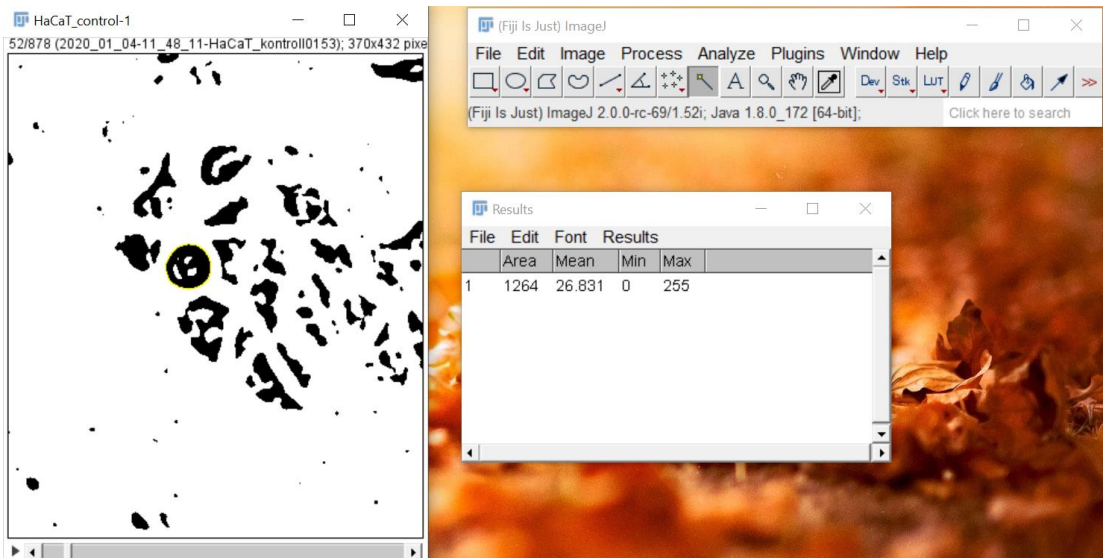 HaCaT_control-1
52/878 (2020_01_04-11_48_11-HaCaT_kontroll0153); 370x432 pixe
(Fiji Is Just) ImageJ
File Edit Image Process Analyze Plugins Window Help
A Dev Stk LUT >>
(Fiji Is Just) ImageJ 2.0.0-rc-69/1.52i; Java 1.8.0_172 [64-bit];
Click here to search
Results
File Edit Font Results
Area Mean Min Max
1 1264 26.831 0 255